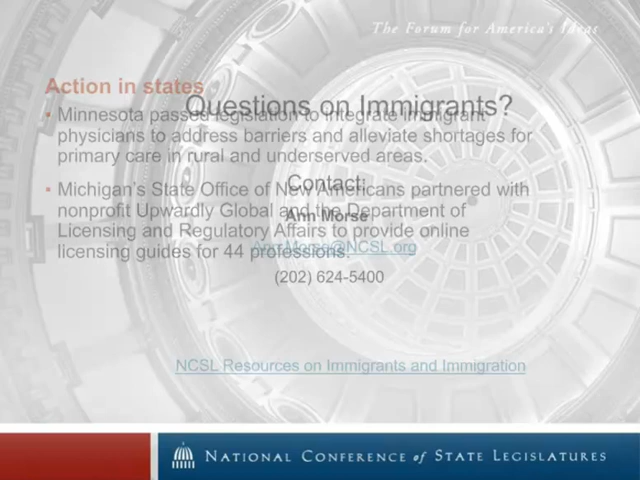 The Forum for America's Ideas
Action in states
• Minnesota passed legislation to integrate immigrant
physicians to address barriers and alleviate shortages for
primary care in rural and underserved areas.
• Michigan's State Office of New Americans partnered with
nonprofit Upwardly Global and the Department of
Licensing and Regulatory Affairs to provide online
licensing guides for 44 professions.
Questions on Immigrants?
Contact:
Ann Morse
Ann.Morse@NCSL.org
(202) 624-5400
NCSL Resources on Immigrants and Immigration
NATIONAL CONFERENCE of STATE LEGISLATURES